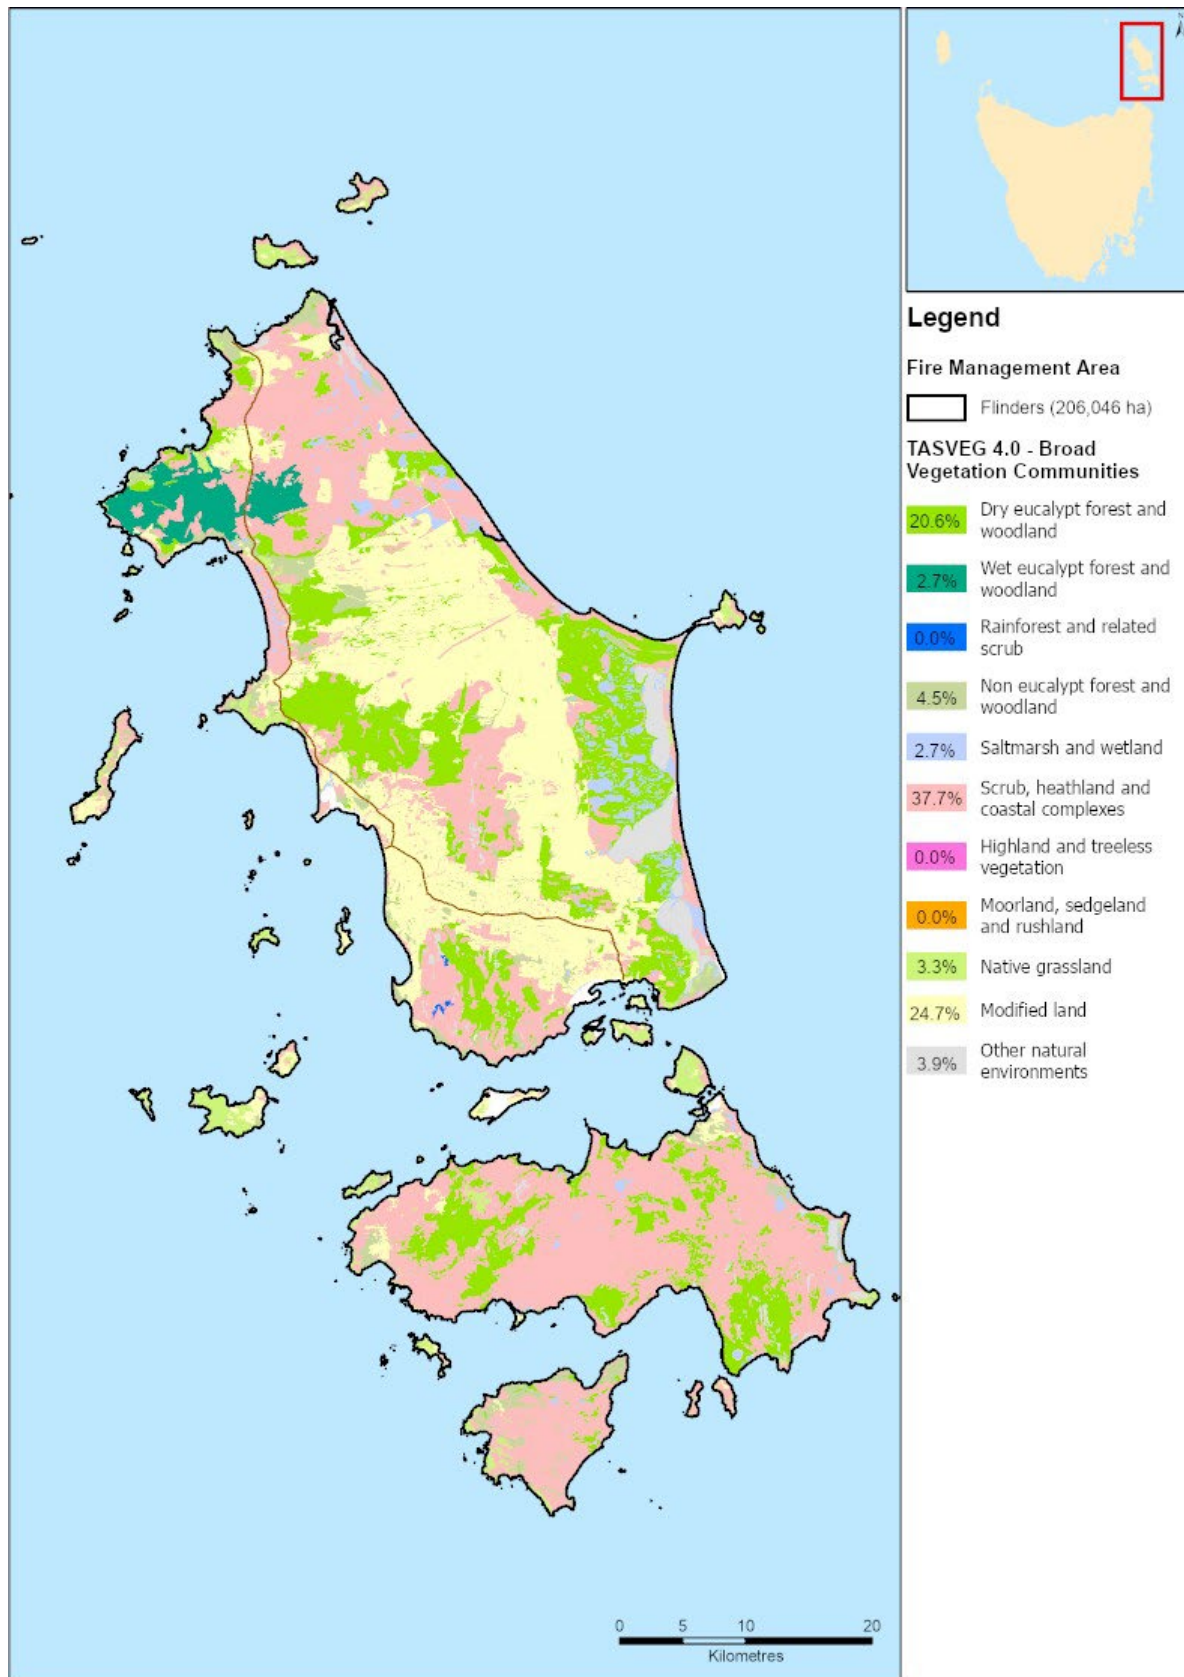 N
Legend
Fire Management Area
Flinders (206,046 ha)
TASVEG 4.0 - Broad
Vegetation Communities
20.6%
Dry eucalypt forest and
woodland
2.7%
Wet eucalypt forest and
woodland
0.0%
Rainforest and related
scrub
4.5%
Non eucalypt forest and
woodland
2.7%
Saltmarsh and wetland
37.7%
Scrub, heathland and
coastal complexes
0.0%
Highland and treeless
vegetation
0.0%
Moorland, sedgeland
and rushland
3.3%
Native grassland
24.7%
Modified land
3.9%
Other natural
environments
0 5 10 20
Kilometres